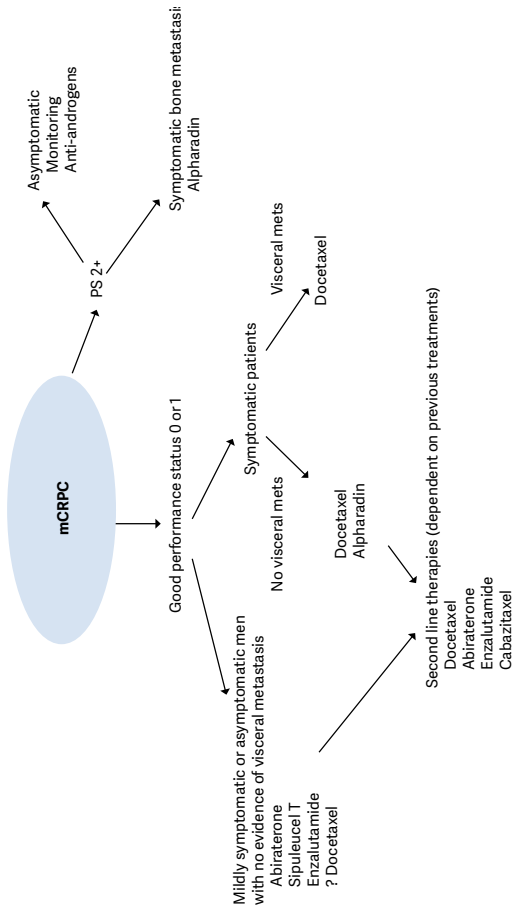 mCRPC
PS 2+
Asymptomatic
Monitoring
Anti-androgens
Symptomatic bone metastasi
Alpharadin
Good performance status 0 or 1
Mildly symptomatic or asymptomatic men
with no evidence of visceral metastasis
Abiraterone
Sipuleucel T
Enzalutamide
? Docetaxel
Symptomatic patients
No visceral mets
Visceral mets
Docetaxel
Alpharadin
Docetaxel
Second line therapies (dependent on previous treatments)
Docetaxel
Abiraterone
Enzalutamide
Cabazitaxel